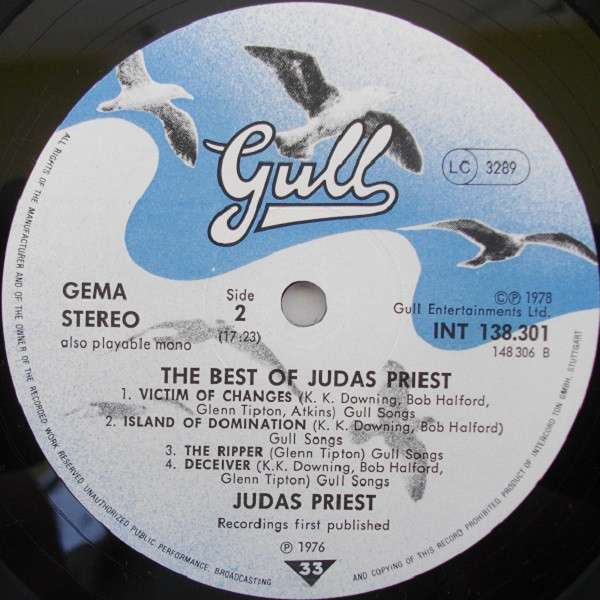 Gull
LC 3289
GEMA
STEREO
also playable mono
Side
2
(17:23)
©℗ 1978
Gull Entertainments Ltd.
INT 138.301
148 306 B
THE BEST OF JUDAS PRIEST
1. VICTIM OF CHANGES (K. K. Downing, Bob Halford,
Glenn Tipton, Atkins) Gull Songs
2. ISLAND OF DOMINATION (K. K. Downing, Bob Halford)
Gull Songs
3. THE RIPPER (Glenn Tipton) Gull Songs
4. DECEIVER (K.K. Downing, Bob Halford,
Glenn Tipton) Gull Songs
JUDAS PRIEST
Recordings first published
℗ 1976
33
ALL RIGHTS OF THE MANUFACTURER AND OF THE OWNER OF THE RECORDED WORK RESERVED. UNAUTHORIZED PUBLIC PERFORMANCE, BROADCASTING
AND COPYING OF THIS RECORD PROHIBITED. PRODUCT OF INTERCORD TON GMBH, STUTTGART